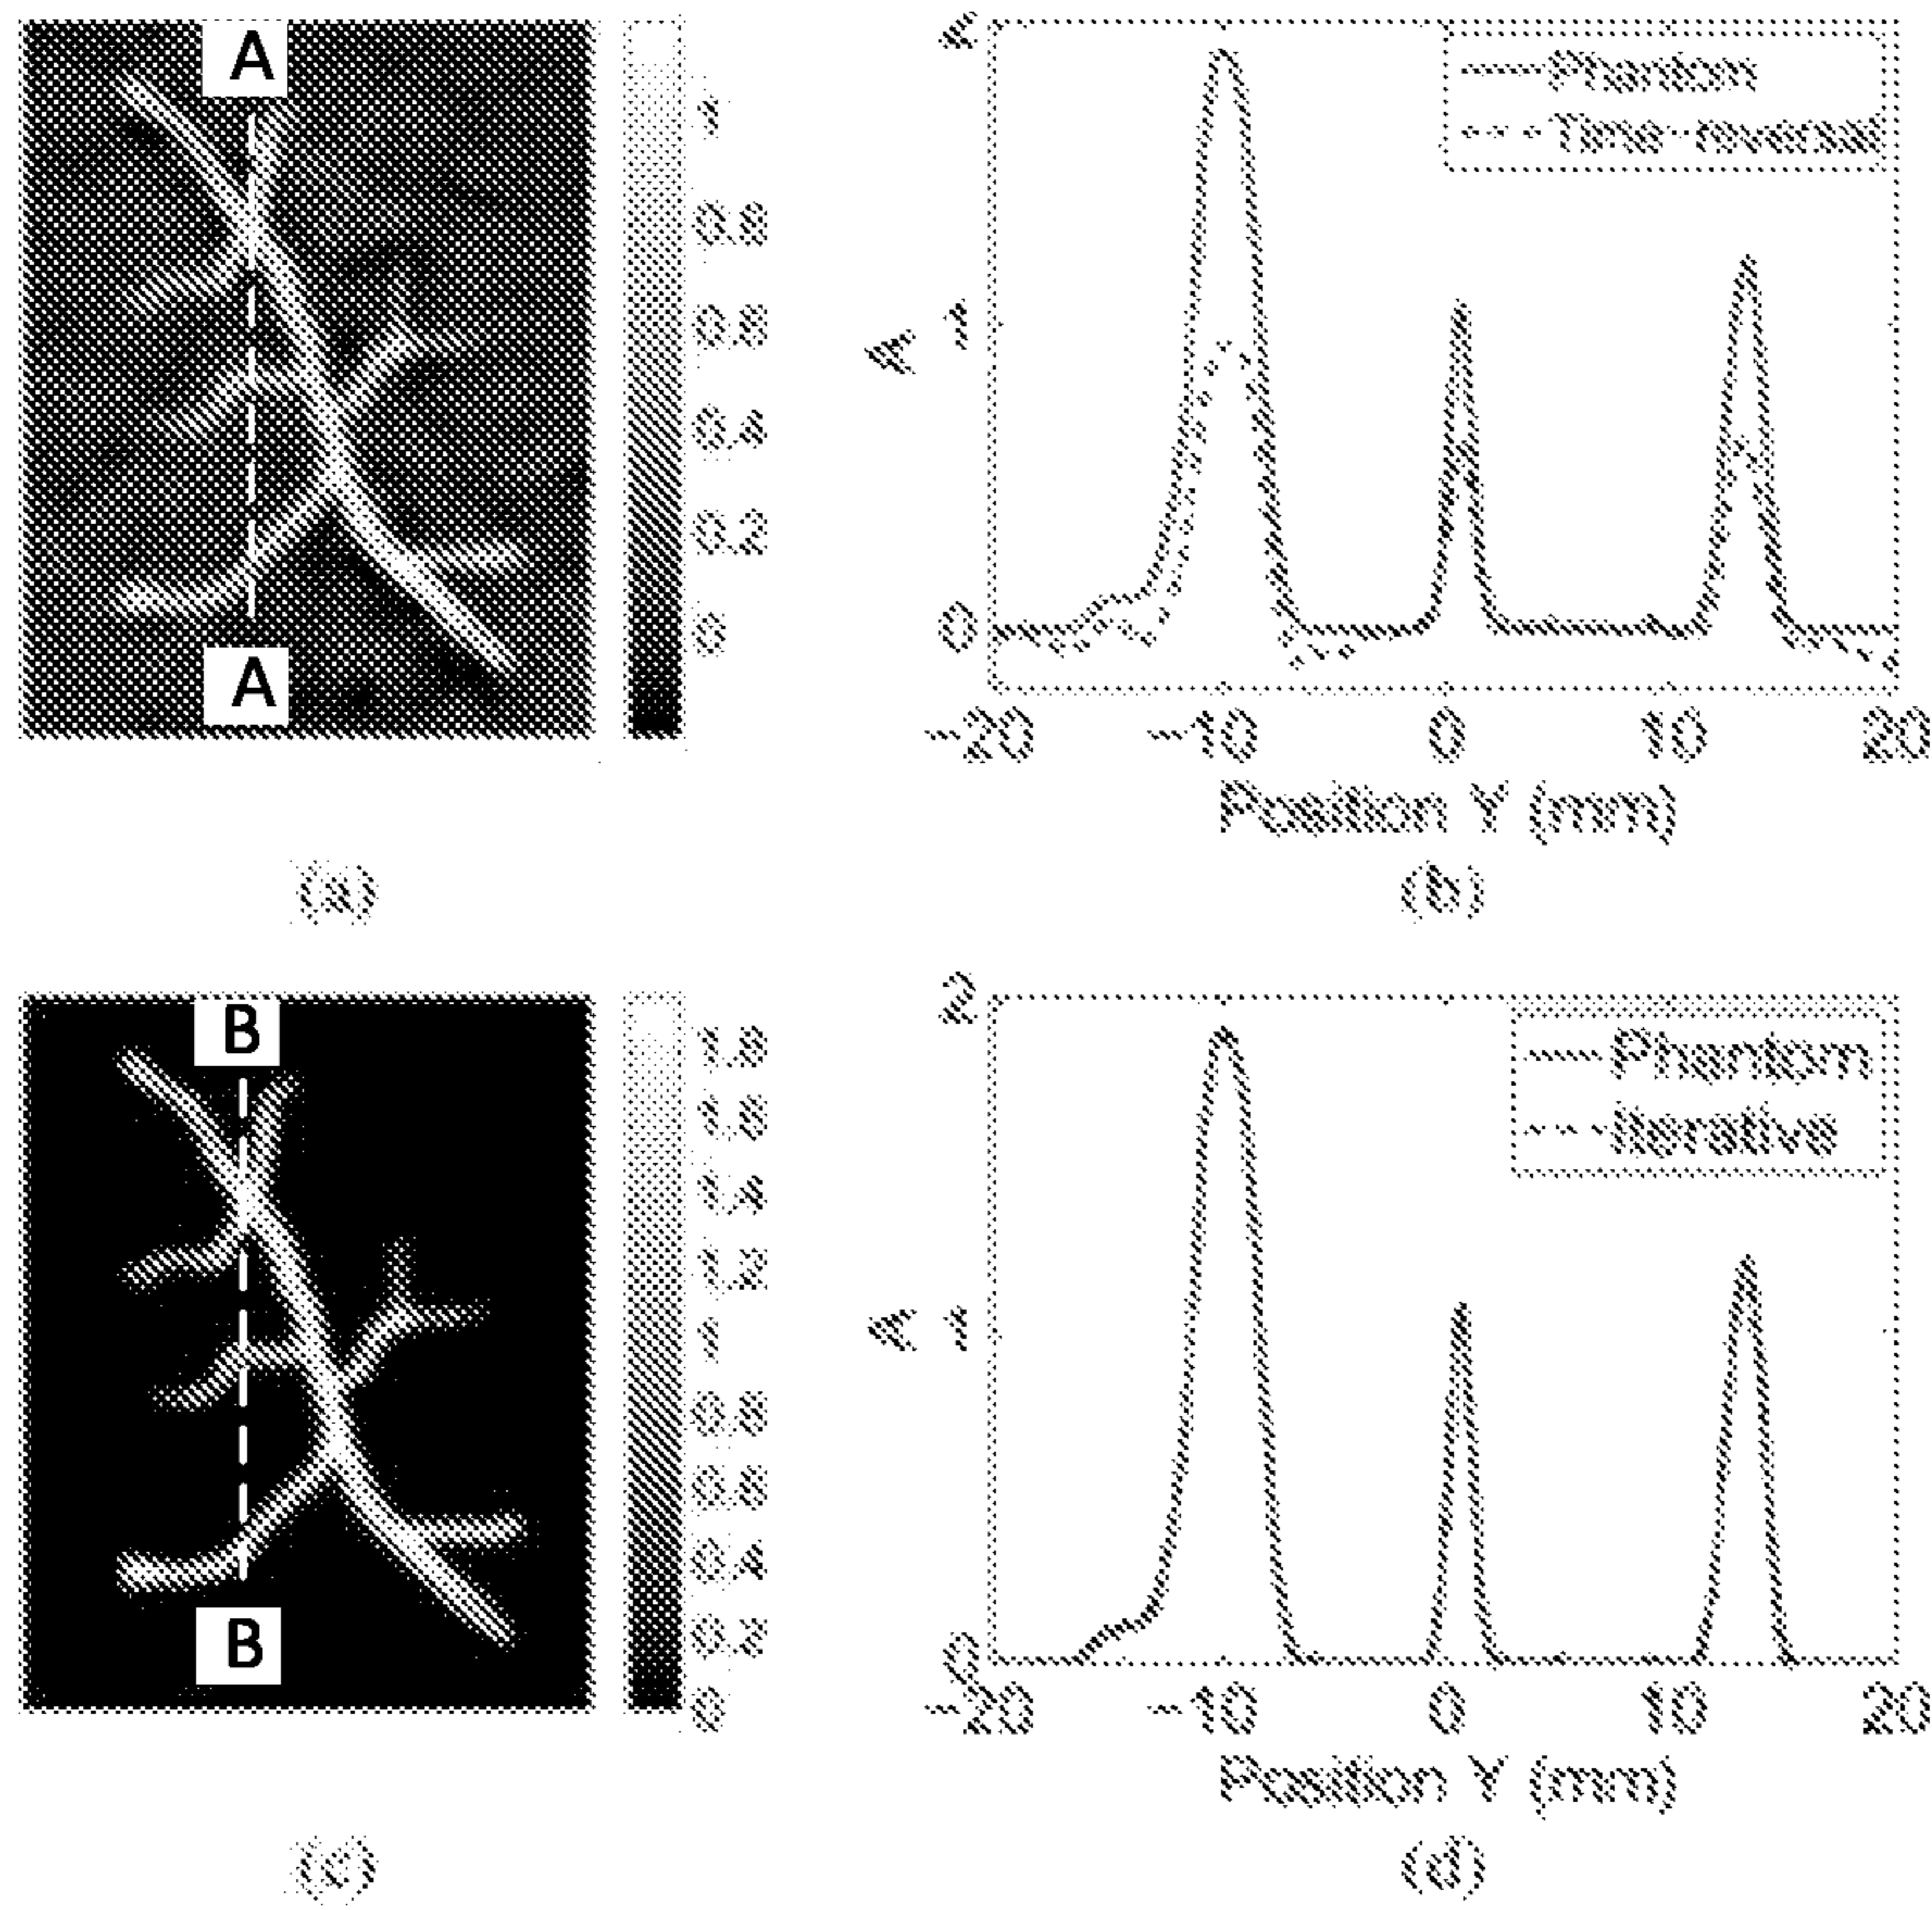 A
A
1
0.8
0.6
0.4
0.2
0
(a)
2
Phantom
Time-reversal
A 1
0
-20 -10 0 10 20
Position Y (mm)
(b)
B
B
1.8
1.6
1.4
1.2
1
0.8
0.6
0.4
0.2
0
(c)
2
Phantom
Iterative
A 1
0
-20 -10 0 10 20
Position Y (mm)
(d)